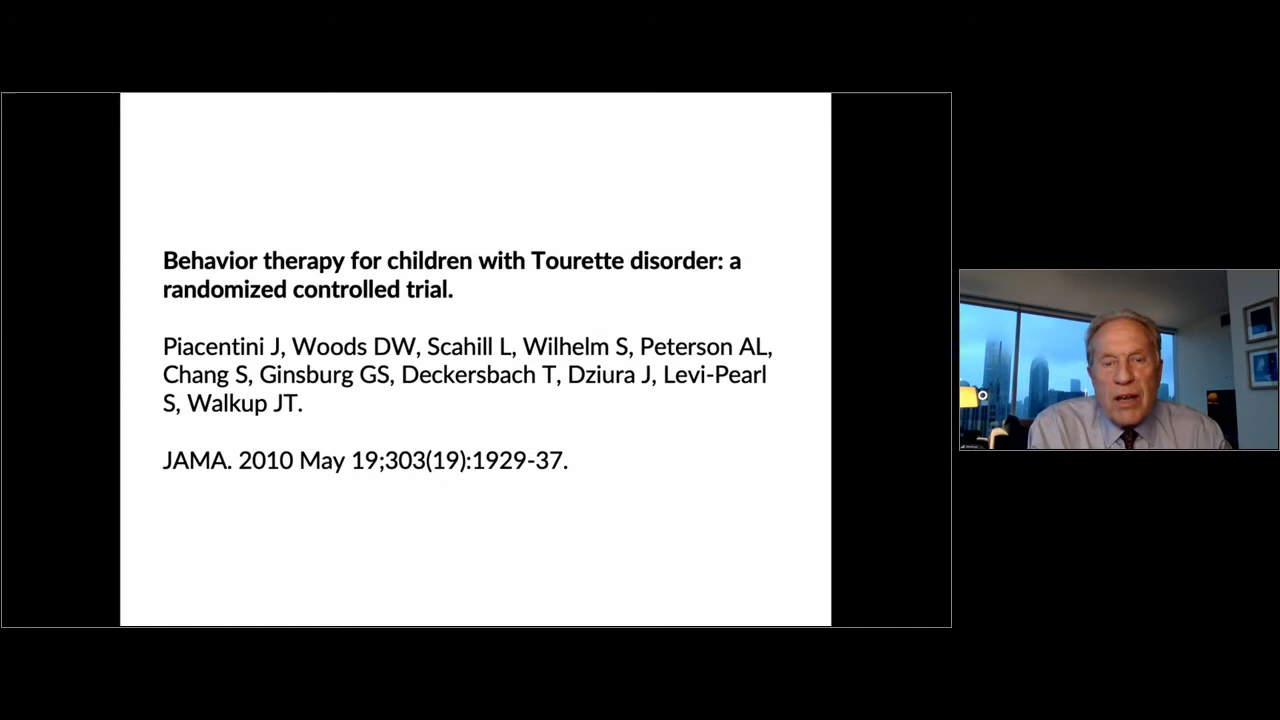 Behavior therapy for children with Tourette disorder: a
randomized controlled trial.
Piacentini J, Woods DW, Scahill L, Wilhelm S, Peterson AL,
Chang S, Ginsburg GS, Deckersbach T, Dziura J, Levi-Pearl
S, Walkup JT.
JAMA. 2010 May 19;303(19):1929-37.